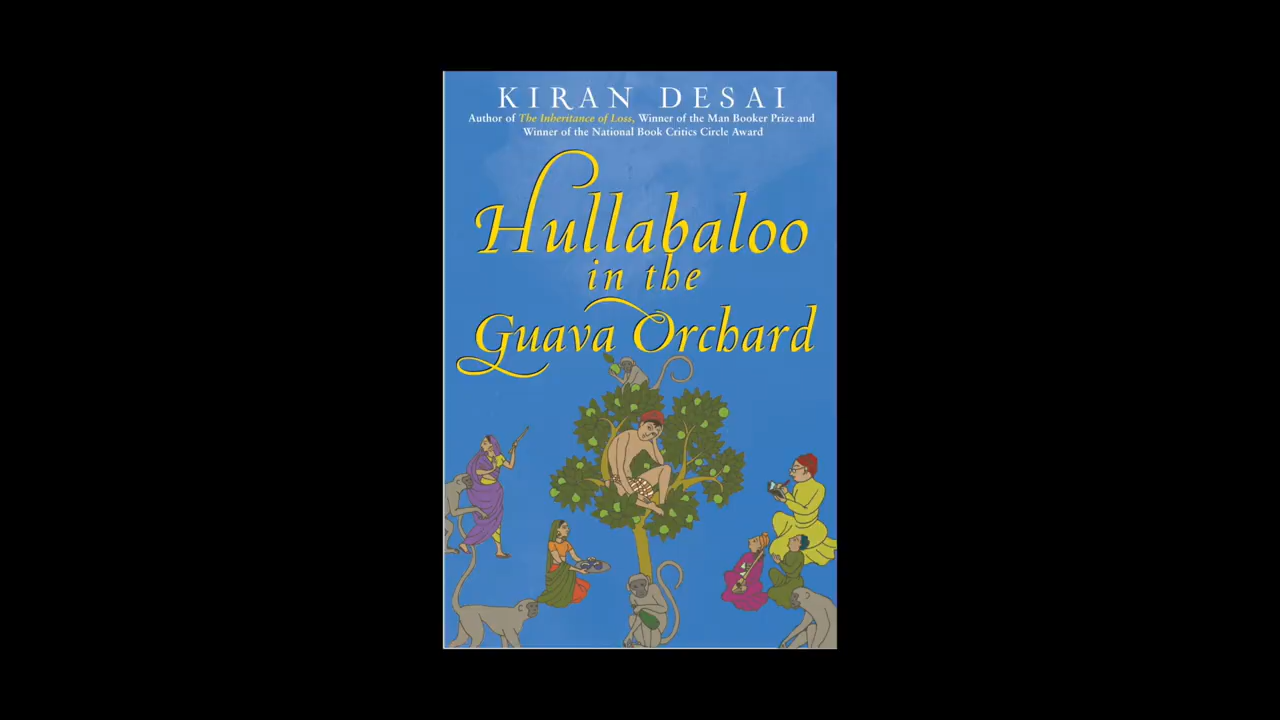 KIRAN DESAI
Author of The Inheritance of Loss, Winner of the Man Booker Prize and
Winner of the National Book Critics Circle Award
Hullabaloo
in the
Guava Orchard